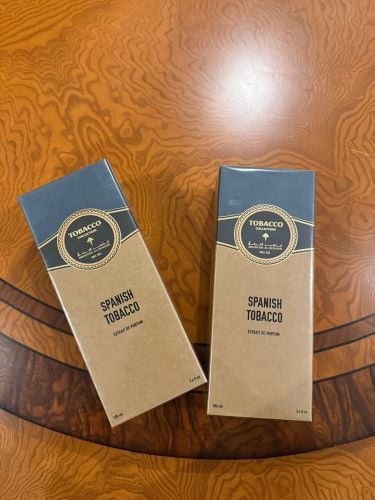 TOBACCO
COLLECTION
SPANISH
TOBACCO
EXTRAIT DE PARFUM
100 ml
3.4 fl oz
TOBACCO
COLLECTION
SPANISH
TOBACCO
EXTRAIT DE PARFUM
100 ml
3.4 fl oz